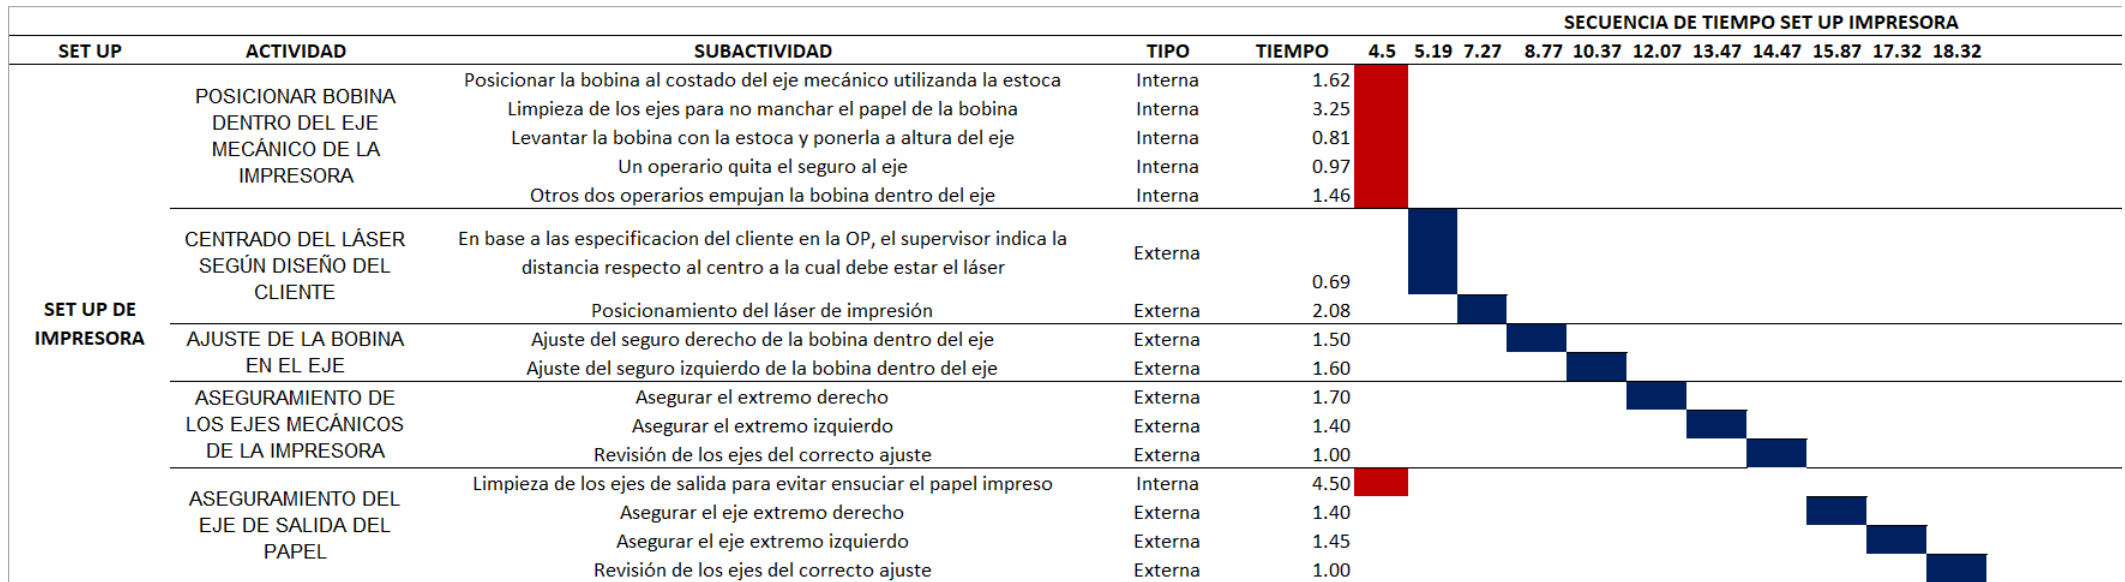 SECUENCIA DE TIEMPO SET UP IMPRESORA
SET UP ACTIVIDAD SUBACTIVIDAD TIPO TIEMPO 4.5 5.19 7.27 8.77 10.37 12.07 13.47 14.47 15.87 17.32 18.32
SET UP DE
IMPRESORA
POSICIONAR BOBINA
DENTRO DEL EJE
MECÁNICO DE LA
IMPRESORA
Posicionar la bobina al costado del eje mecánico utilizanda la estoca Interna 1.62
Limpieza de los ejes para no manchar el papel de la bobina Interna 3.25
Levantar la bobina con la estoca y ponerla a altura del eje Interna 0.81
Un operario quita el seguro al eje Interna 0.97
Otros dos operarios empujan la bobina dentro del eje Interna 1.46
CENTRADO DEL LÁSER
SEGÚN DISEÑO DEL
CLIENTE
En base a las especificacion del cliente en la OP, el supervisor indica la
distancia respecto al centro a la cual debe estar el láser
Externa
0.69
Posicionamiento del láser de impresión Externa 2.08
AJUSTE DE LA BOBINA
EN EL EJE
Ajuste del seguro derecho de la bobina dentro del eje Externa 1.50
Ajuste del seguro izquierdo de la bobina dentro del eje Externa 1.60
ASEGURAMIENTO DE
LOS EJES MECÁNICOS
DE LA IMPRESORA
Asegurar el extremo derecho Externa 1.70
Asegurar el extremo izquierdo Externa 1.40
Revisión de los ejes del correcto ajuste Externa 1.00
ASEGURAMIENTO DEL
EJE DE SALIDA DEL
PAPEL
Limpieza de los ejes de salida para evitar ensuciar el papel impreso Interna 4.50
Asegurar el eje extremo derecho Externa 1.40
Asegurar el eje extremo izquierdo Externa 1.45
Revisión de los ejes del correcto ajuste Externa 1.00